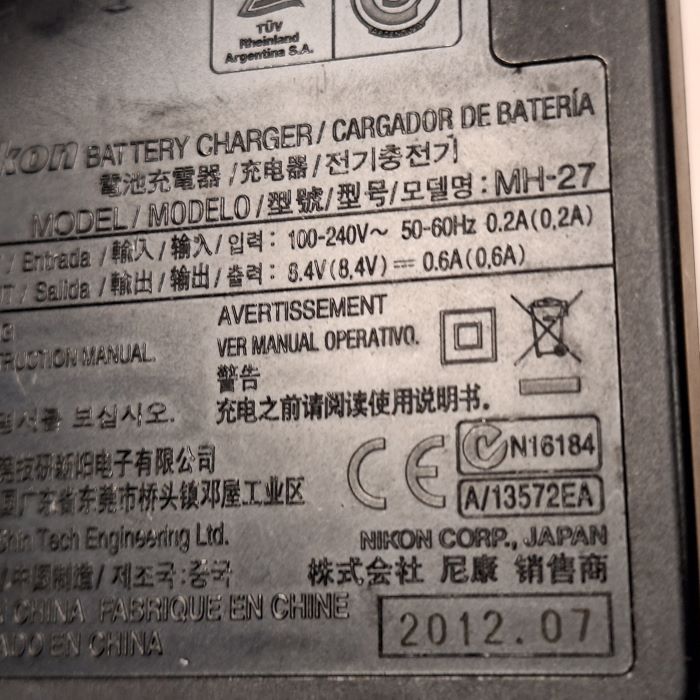 TÜV
Rheinland
Argentina S.A.
BATTERY CHARGER / CARGADOR DE BATERÍA
電池充電器 / 充电器 / 전기충전기
MODEL / MODELO / 型號 / 型号 / 모델명 : MH-27
/ Entrada / 輸入 / 输入 / 입력 : 100-240V~ 50-60Hz 0.2A(0,2A)
/ Salida / 輸出 / 输出 / 출력 : 8.4V(8,4V) ⎓ 0.6A(0,6A)
AVERTISSEMENT
MANUAL.
VER MANUAL OPERATIVO.
警告
보십시오.
充电之前请阅读使用说明书.
电子有限公司
广东省东莞市桥头镇邓屋工业区
CE
N16184
A/13572EA
Tech Engineering Ltd.
NIKON CORP., JAPAN
/ 中国制造 / 제조국 : 중국
株式会社 尼康 销售商
CHINA FABRIQUE EN CHINE
EN CHINA
2012.07